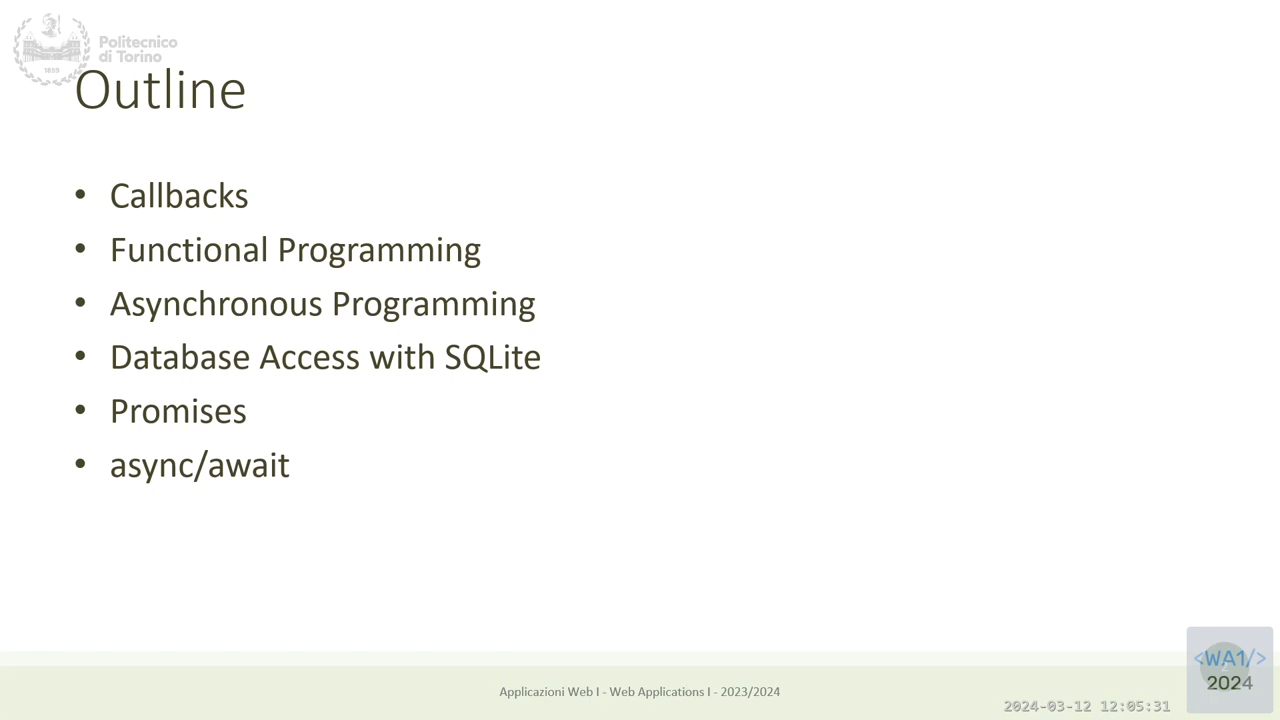 Politecnico
di Torino
1859
Outline
• Callbacks
• Functional Programming
• Asynchronous Programming
• Database Access with SQLite
• Promises
• async/await
Applicazioni Web I - Web Applications I - 2023/2024
<WA1/>
2024
2024-03-12 12:05:31